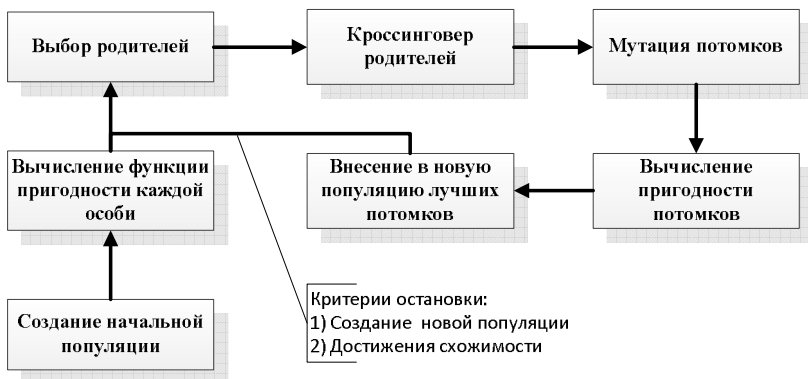 Выбор родителей
Кроссинговер
родителей
Мутация потомков
Вычисление функции
пригодности каждой
особи
Внесение в новую
популяцию лучших
потомков
Вычисление
пригодности
потомков
Создание начальной
популяции
Критерии остановки:
1) Создание новой популяции
2) Достижения схожимости